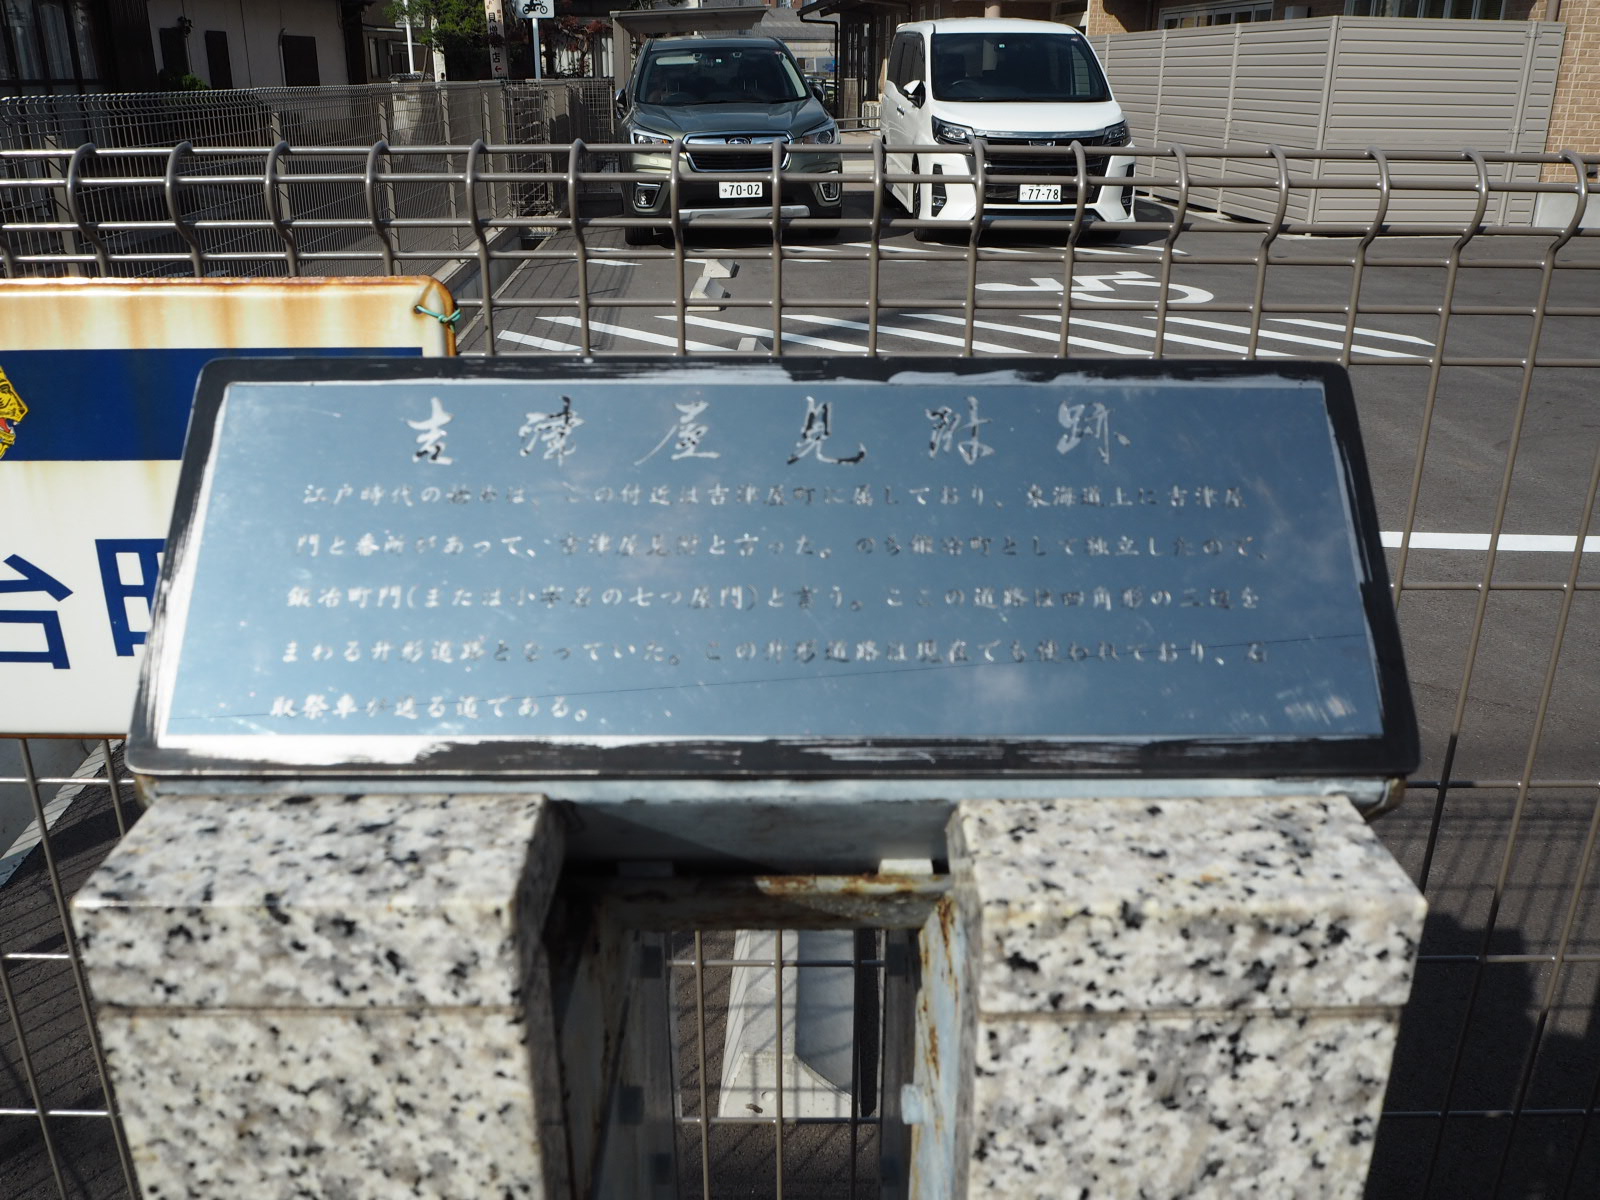 吉津屋見附跡
江戸時代の始めは、この付近は吉津屋町に属しており、東海道上に吉津屋
門と番所があって、吉津屋見附と言った。のち鍛冶町として独立したので、
鍛冶町門(または小字名の七つ屋門)と言う。ここの道路は四角形の三辺を
まわる升形道路となっていた。この升形道路は現在でも使われており、石
取祭車が通る道である。
70-02
77-78